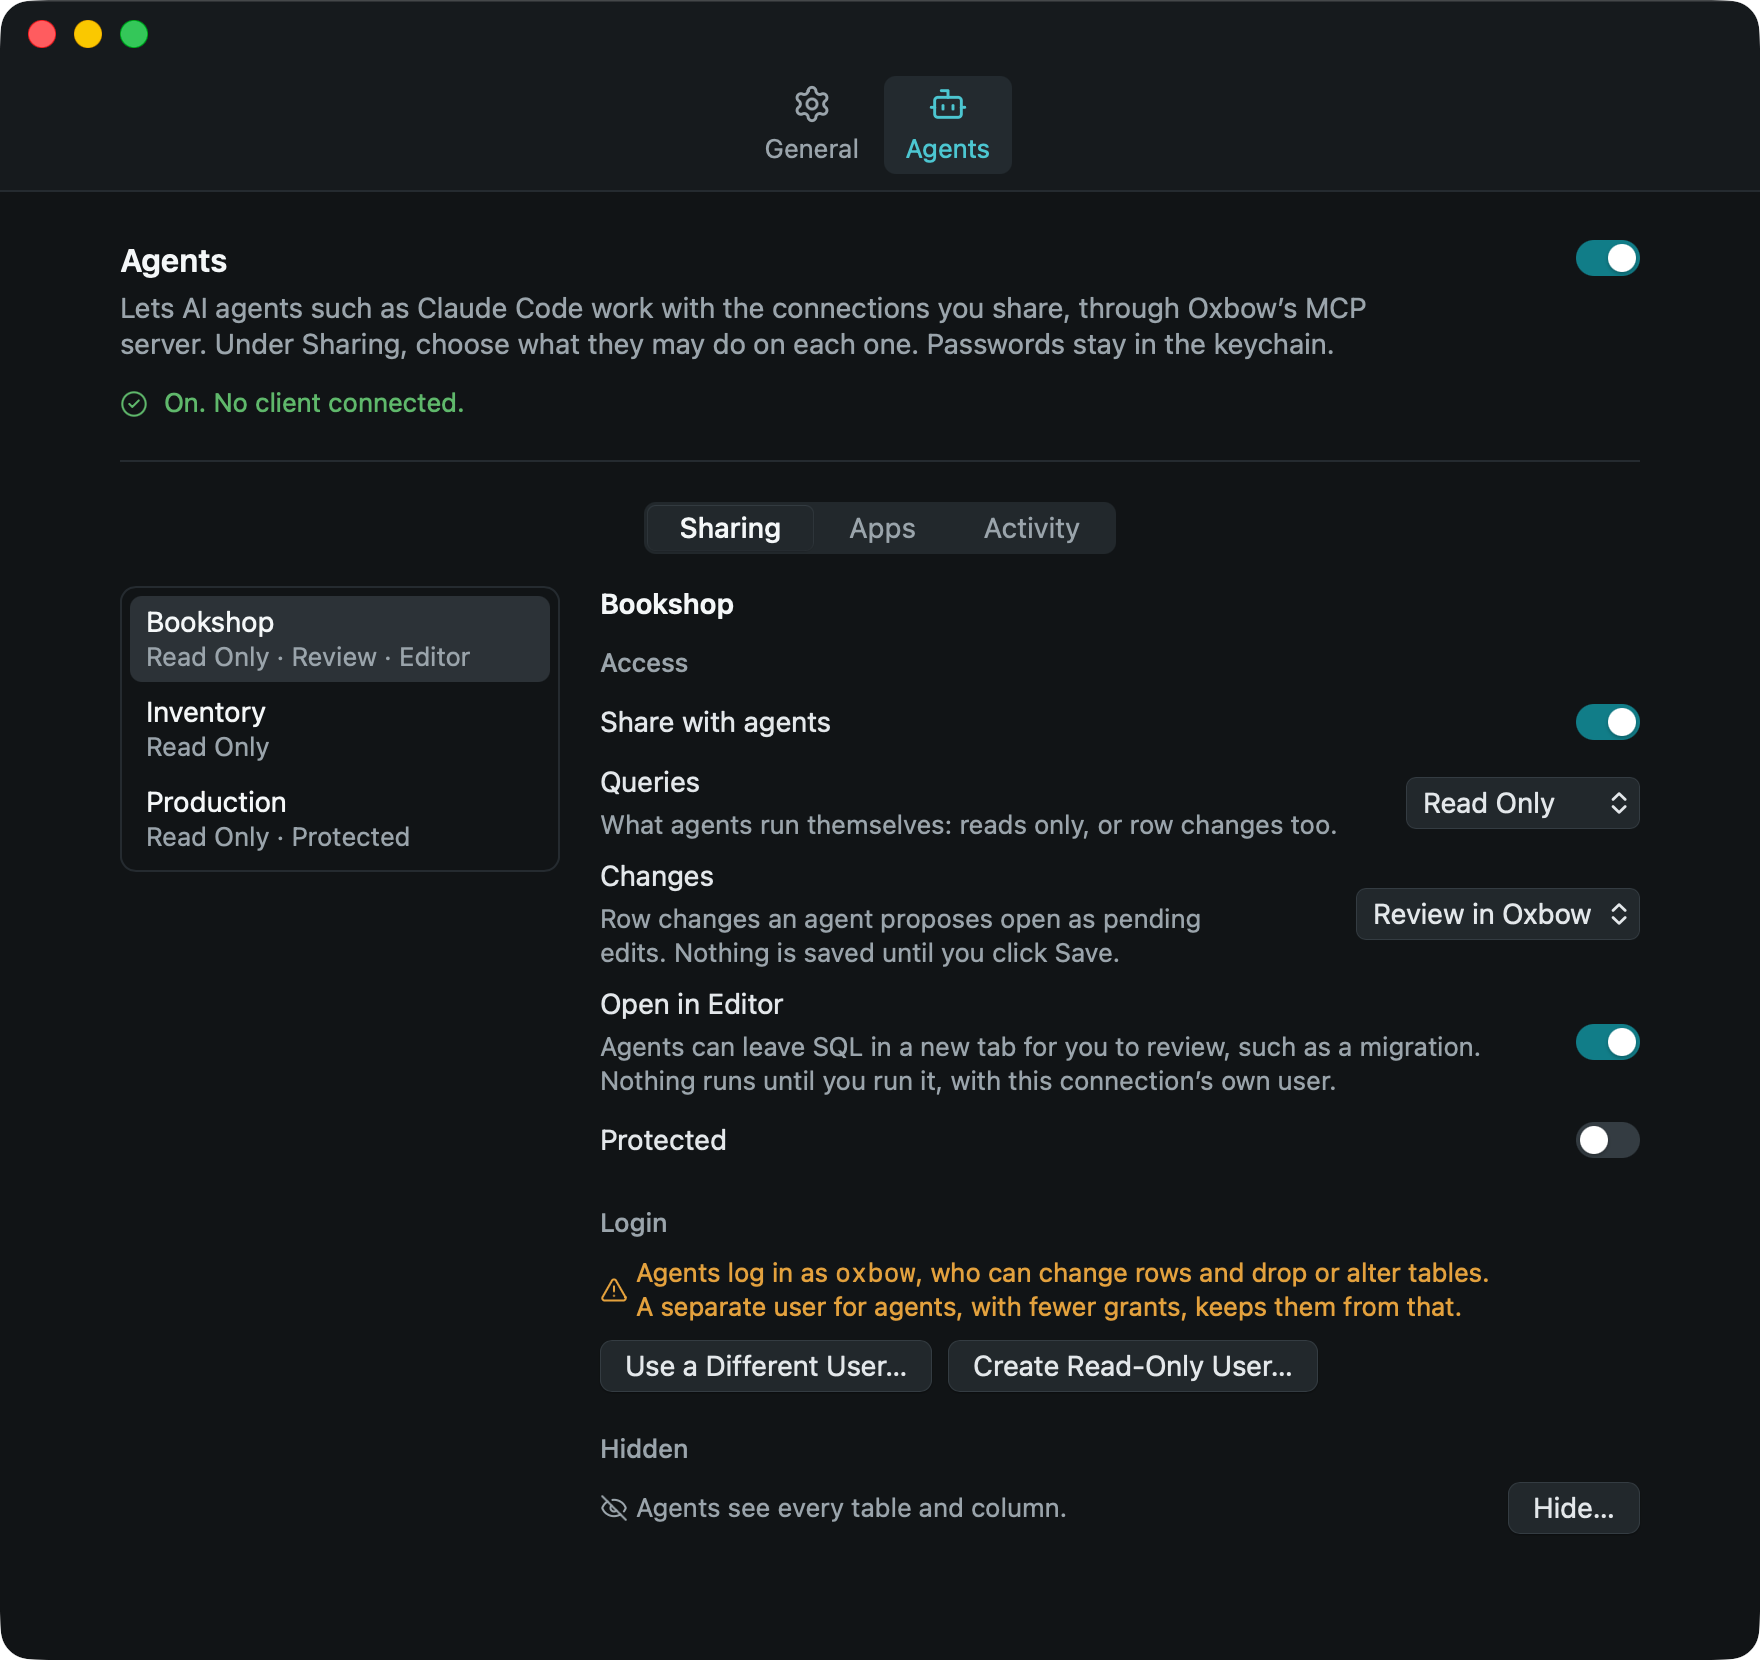 General
Agents
Agents
Lets AI agents such as Claude Code work with the connections you share, through Oxbow’s MCP
server. Under Sharing, choose what they may do on each one. Passwords stay in the keychain.
On. No client connected.
Sharing
Apps
Activity
Bookshop
Read Only · Review · Editor
Inventory
Read Only
Production
Read Only · Protected
Bookshop
Access
Share with agents
Queries
What agents run themselves: reads only, or row changes too.
Read Only
Changes
Row changes an agent proposes open as pending
edits. Nothing is saved until you click Save.
Review in Oxbow
Open in Editor
Agents can leave SQL in a new tab for you to review, such as a migration.
Nothing runs until you run it, with this connection’s own user.
Protected
Login
Agents log in as oxbow, who can change rows and drop or alter tables.
A separate user for agents, with fewer grants, keeps them from that.
Use a Different User...
Create Read-Only User...
Hidden
Agents see every table and column.
Hide...